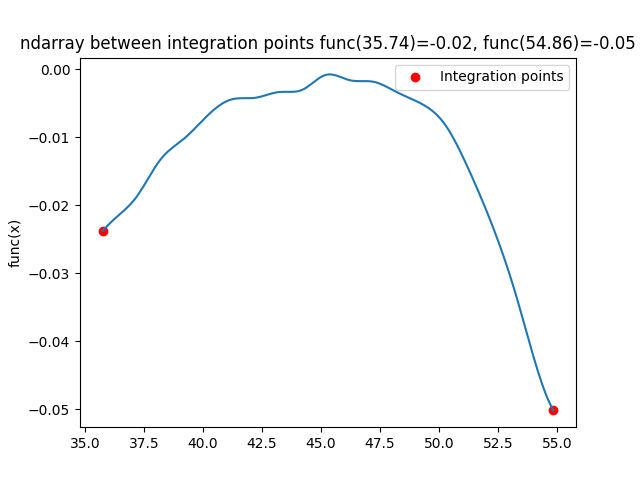 ndarray between integration points func(35.74)=-0.02, func(54.86)=-0.05
Integration points
func(x)
0.00
−0.01
−0.02
−0.03
−0.04
−0.05
35.0 37.5 40.0 42.5 45.0 47.5 50.0 52.5 55.0